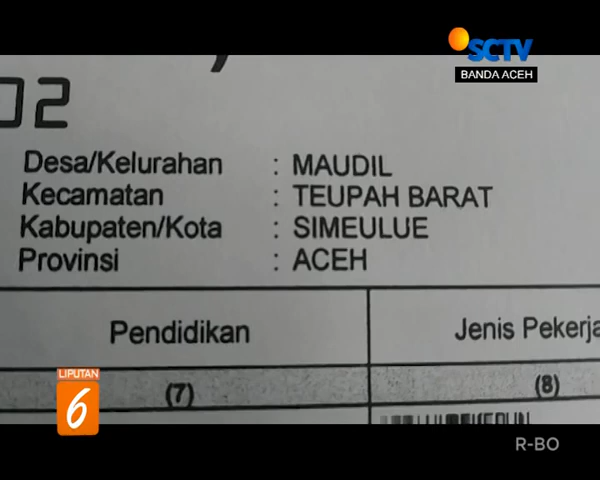 SCTV
BANDA ACEH
02
Desa/Kelurahan : MAUDIL
Kecamatan : TEUPAH BARAT
Kabupaten/Kota : SIMEULUE
Provinsi : ACEH
Pendidikan Jenis Pekerja
(7) (8)
LIPUTAN
6
R-BO